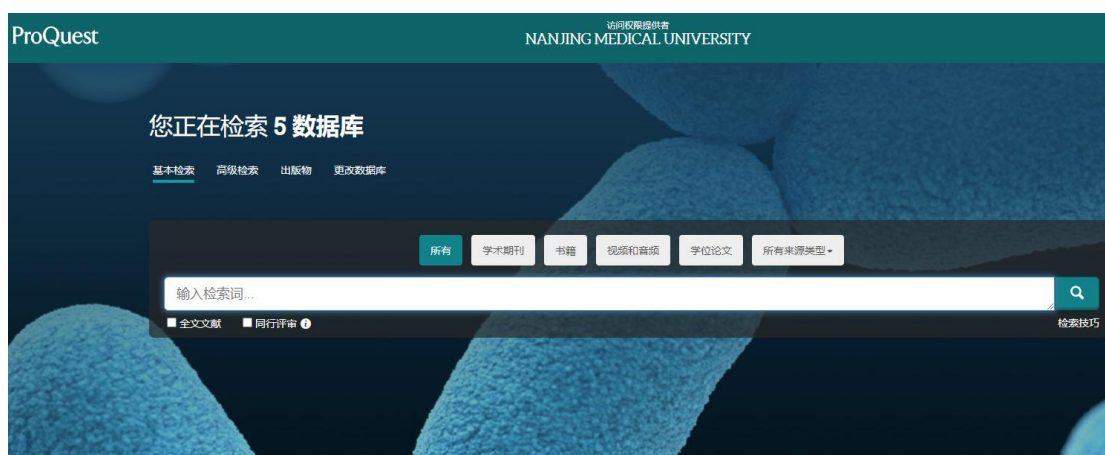 ProQuest
访问权限提供者
NANJING MEDICAL UNIVERSITY
您正在检索 5 数据库
基本检索 高级检索 出版物 更改数据库
所有 学术期刊 书籍 视频和音频 学位论文 所有来源类型
输入检索词...
全文文献 同行评审
检索技巧